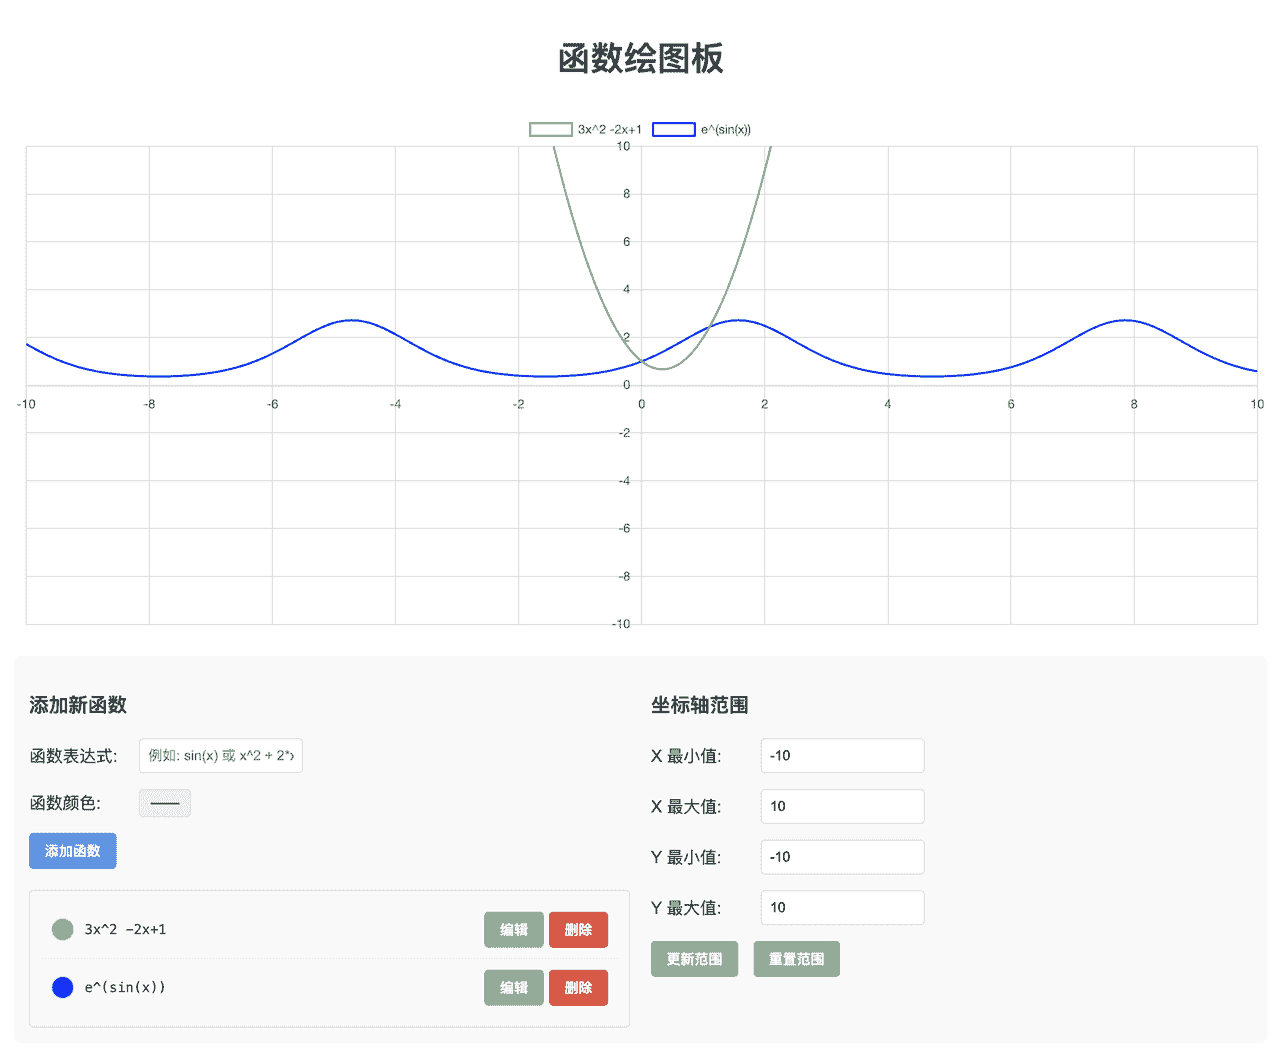 函数绘图板
3x^2 -2x+1 e^(sin(x))
10
8
6
4
2
0
-10 -8 -6 -4 -2 0 2 4 6 8 10
-2
-4
-6
-8
-10
添加新函数
函数表达式: 例如: sin(x) 或 x^2 + 2*x
函数颜色:
添加函数
3x^2 -2x+1 编辑 删除
e^(sin(x)) 编辑 删除
坐标轴范围
X 最小值: -10
X 最大值: 10
Y 最小值: -10
Y 最大值: 10
更新范围 重置范围